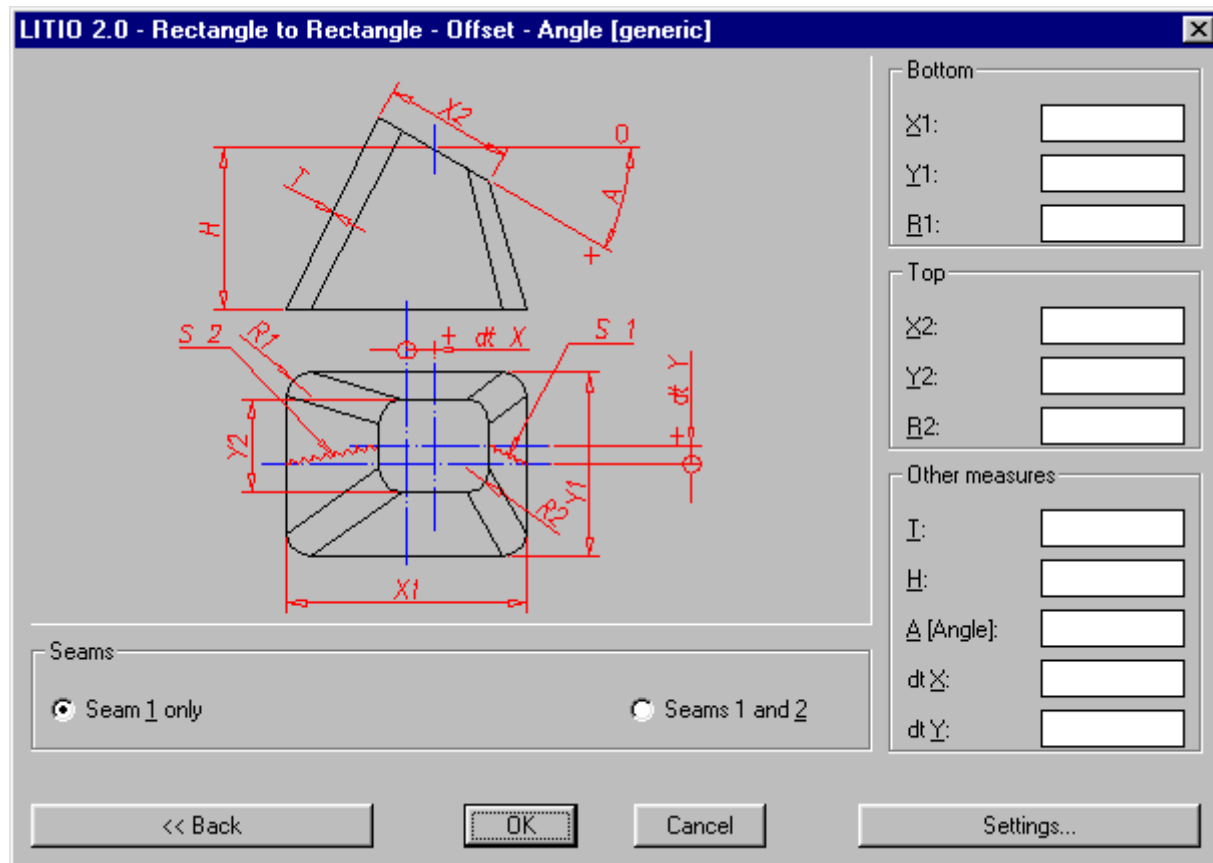 LITIO 2.0 - Rectangle to Rectangle - Offset - Angle [generic]
X2
0
T
A
H
+
S 2
R1
± dt X
S 1
± dt Y
Y2
R2
Y1
X1
Seams
Seam 1 only
Seams 1 and 2
Bottom
X1:
Y1:
R1:
Top
X2:
Y2:
R2:
Other measures
T:
H:
A [Angle]:
dt X:
dt Y:
<< Back
OK
Cancel
Settings...